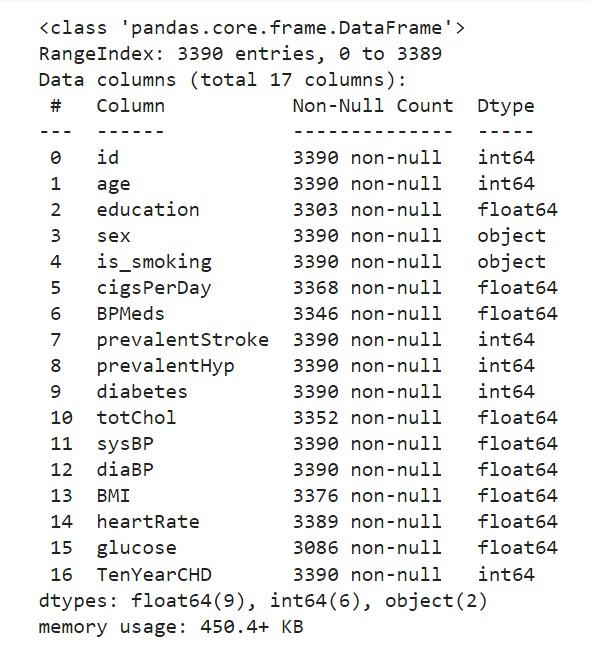 <class 'pandas.core.frame.DataFrame'>
RangeIndex: 3390 entries, 0 to 3389
Data columns (total 17 columns):
 #   Column           Non-Null Count  Dtype
---  ------           --------------  -----
 0   id               3390 non-null   int64
 1   age              3390 non-null   int64
 2   education        3303 non-null   float64
 3   sex              3390 non-null   object
 4   is_smoking       3390 non-null   object
 5   cigsPerDay       3368 non-null   float64
 6   BPMeds           3346 non-null   float64
 7   prevalentStroke  3390 non-null   int64
 8   prevalentHyp     3390 non-null   int64
 9   diabetes         3390 non-null   int64
 10  totChol          3352 non-null   float64
 11  sysBP            3390 non-null   float64
 12  diaBP            3390 non-null   float64
 13  BMI              3376 non-null   float64
 14  heartRate        3389 non-null   float64
 15  glucose          3086 non-null   float64
 16  TenYearCHD       3390 non-null   int64
dtypes: float64(9), int64(6), object(2)
memory usage: 450.4+ KB